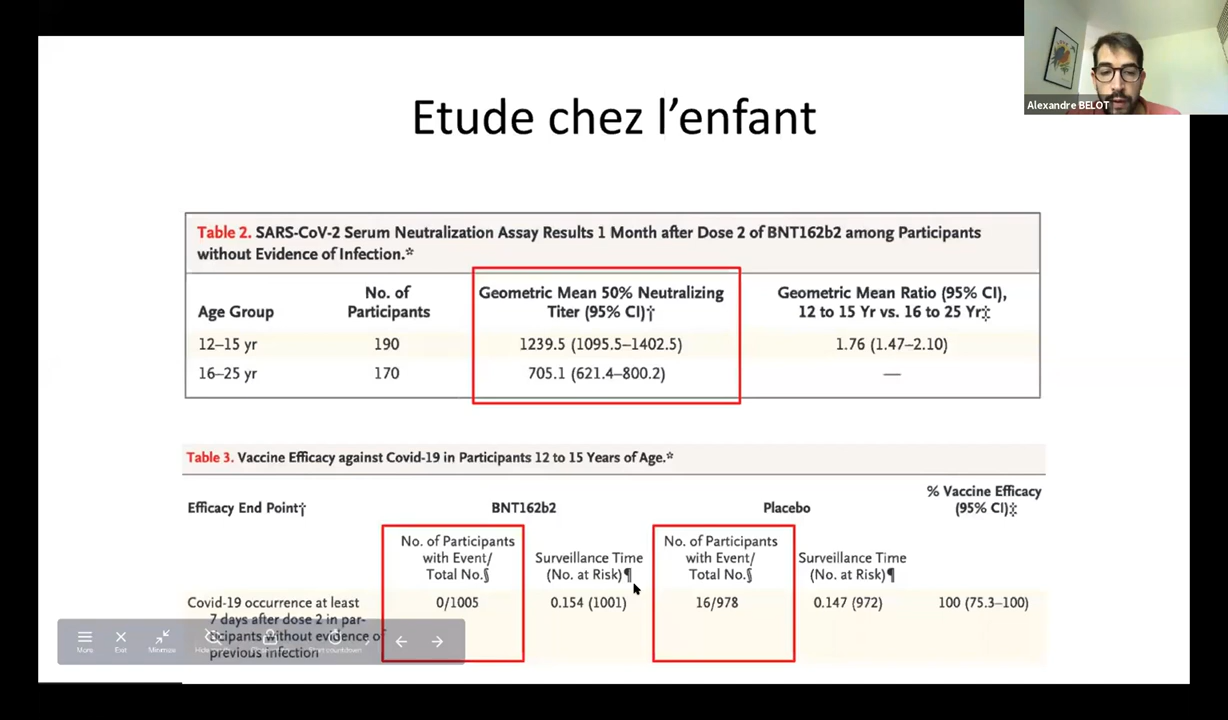 Alexandre BELOT
Etude chez l'enfant
Table 2. SARS-CoV-2 Serum Neutralization Assay Results 1 Month after Dose 2 of BNT162b2 among Participants
without Evidence of Infection.*
Age Group
No. of
Participants
Geometric Mean 50% Neutralizing
Titer (95% CI)†
Geometric Mean Ratio (95% CI),
12 to 15 Yr vs. 16 to 25 Yr‡
12–15 yr 190 1239.5 (1095.5–1402.5) 1.76 (1.47–2.10)
16–25 yr 170 705.1 (621.4–800.2) —
Table 3. Vaccine Efficacy against Covid-19 in Participants 12 to 15 Years of Age.*
Efficacy End Point† BNT162b2 Placebo
% Vaccine Efficacy
(95% CI)‡
No. of Participants
with Event/
Total No.§
Surveillance Time
(No. at Risk)¶
No. of Participants
with Event/
Total No.§
Surveillance Time
(No. at Risk)¶
Covid-19 occurrence at least 0/1005 0.154 (1001) 16/978 0.147 (972) 100 (75.3–100)
7 days after dose 2 in par-
ticipants without evidence of
previous infection
More Exit Minimize